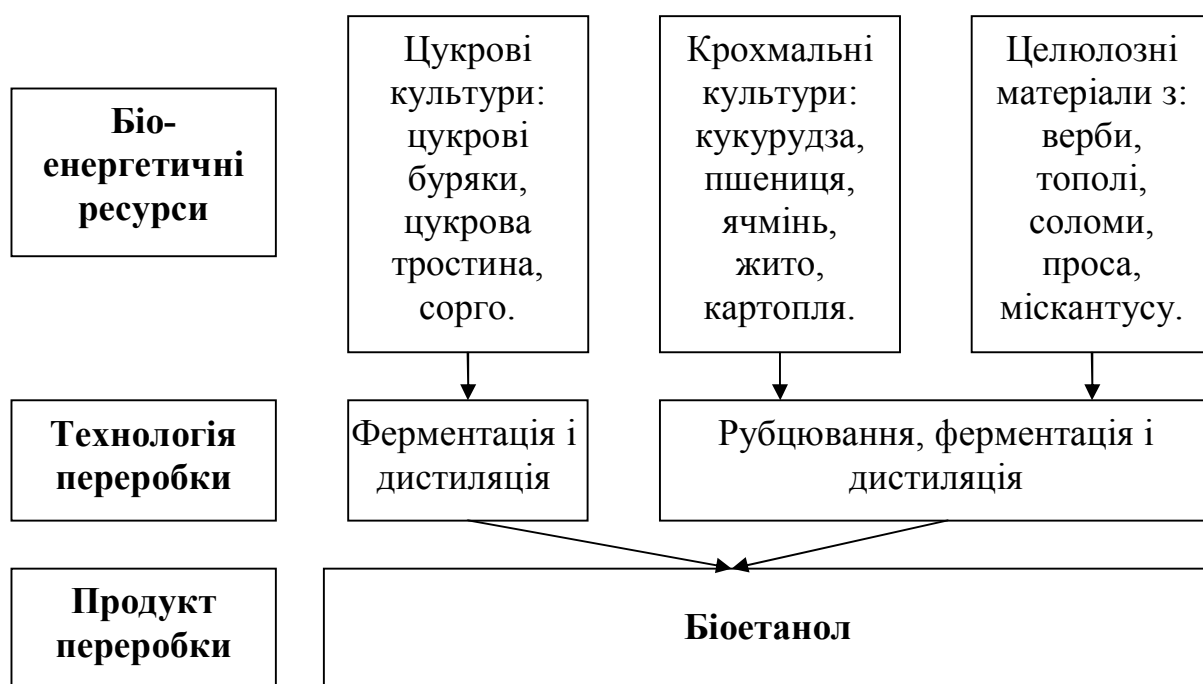 Біо-
енергетичні
ресурси
Цукрові
культури:
цукрові
буряки,
цукрова
тростина,
сорго.
Крохмальні
культури:
кукурудза,
пшениця,
ячмінь,
жито,
картопля.
Целюлозні
матеріали з:
верби,
тополі,
соломи,
проса,
міскантусу.
Технологія
переробки
Ферментація і
дистиляція
Рубцювання, ферментація і
дистиляція
Продукт
переробки
Біоетанол